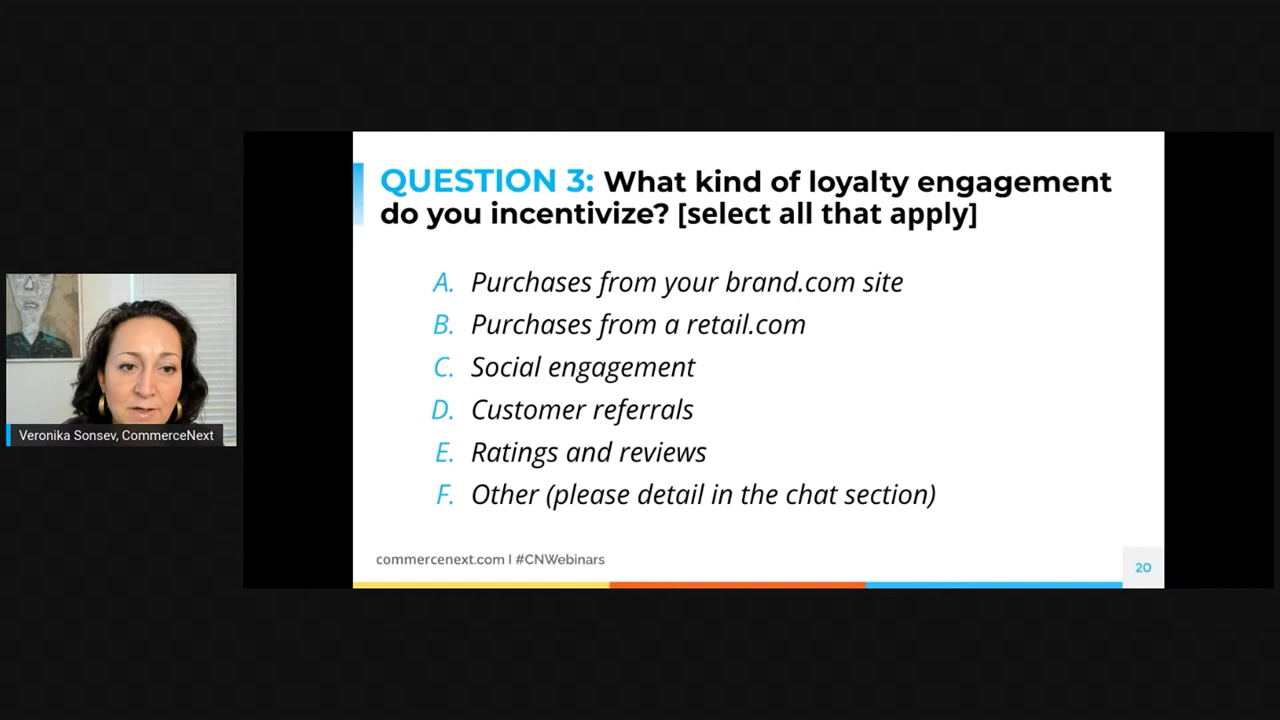 QUESTION 3: What kind of loyalty engagement
do you incentivize? [select all that apply]
A. Purchases from your brand.com site
B. Purchases from a retail.com
C. Social engagement
D. Customer referrals
E. Ratings and reviews
F. Other (please detail in the chat section)
Veronika Sonsev, CommerceNext
commercenext.com | #CNWebinars
20